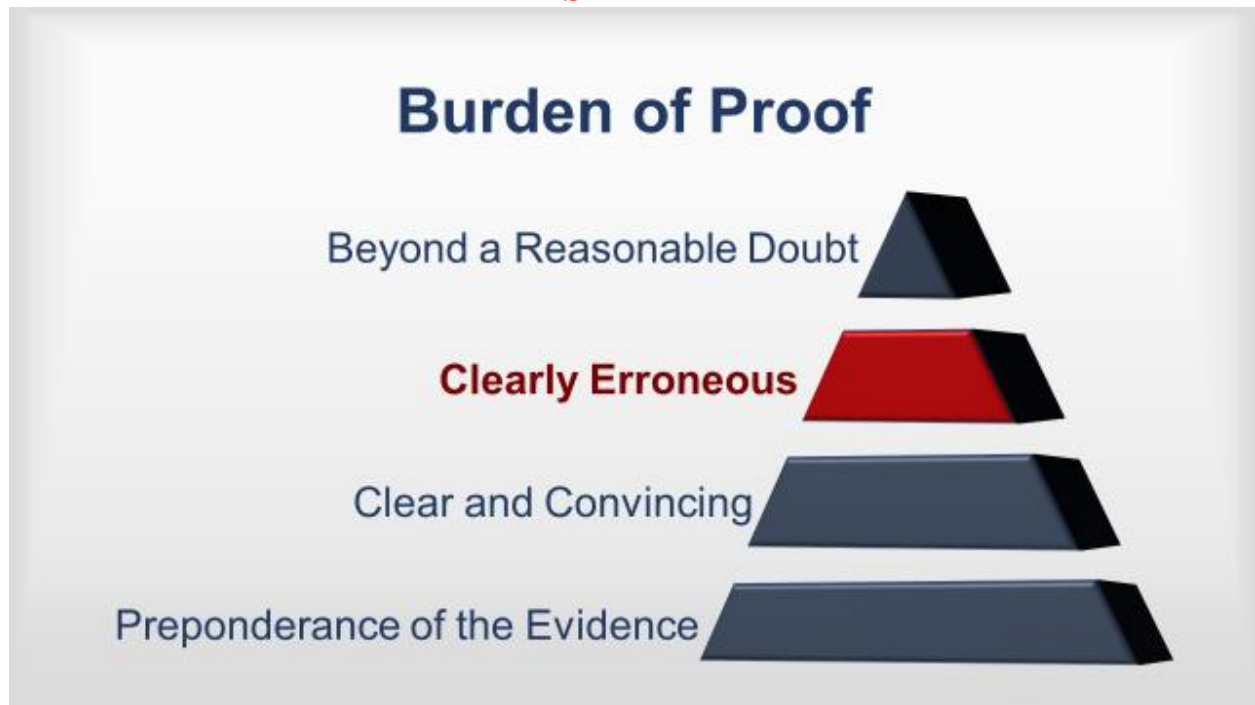 Burden of Proof
Beyond a Reasonable Doubt
Clearly Erroneous
Clear and Convincing
Preponderance of the Evidence